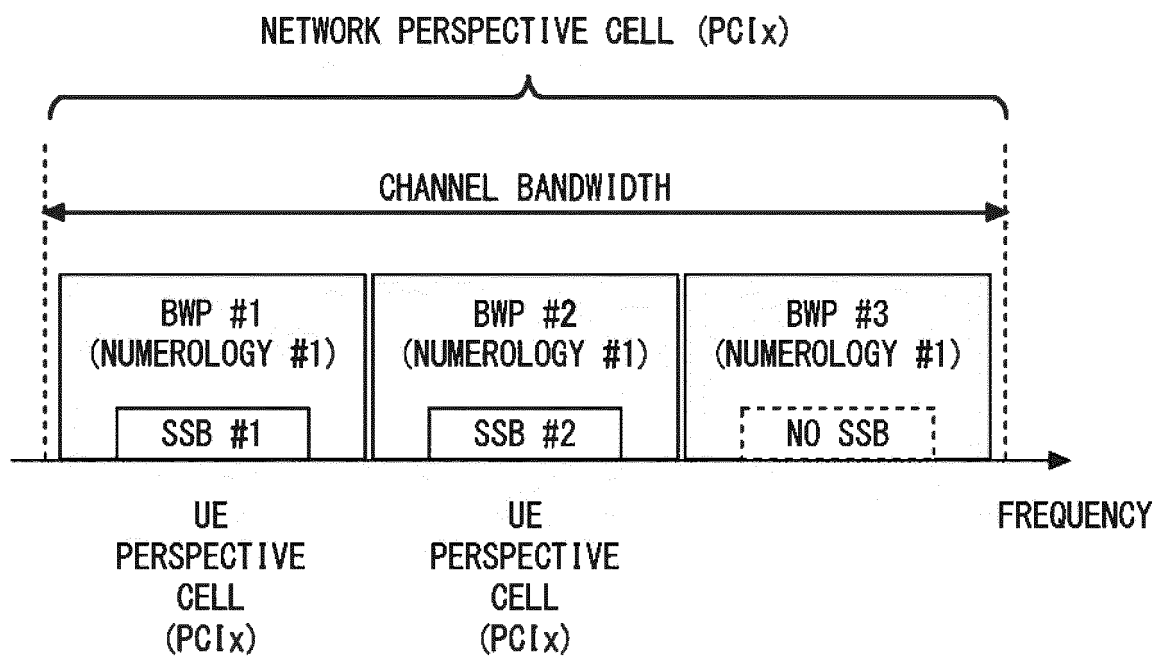 NETWORK PERSPECTIVE CELL (PCIx)
CHANNEL BANDWIDTH
BWP #1 BWP #2 BWP #3
(NUMEROLOGY #1) (NUMEROLOGY #1) (NUMEROLOGY #1)
SSB #1 SSB #2 NO SSB
FREQUENCY
UE UE
PERSPECTIVE PERSPECTIVE
CELL CELL
(PCIx) (PCIx)